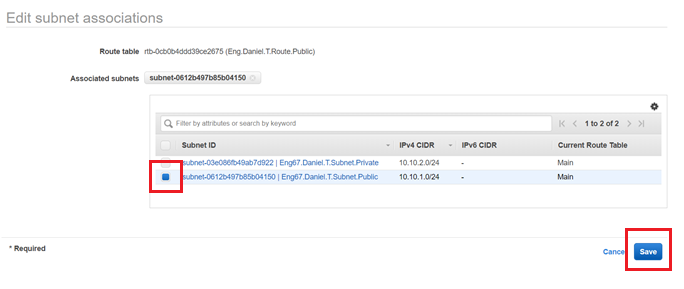 Edit subnet associations
Route table rtb-0cb0b4ddd39ce2675 (Eng.Daniel.T.Route.Public)
Associated subnets subnet-0612b497b85b04150
Filter by attributes or search by keyword 1 to 2 of 2
Subnet ID IPv4 CIDR IPv6 CIDR Current Route Table
subnet-03e086fb49ab7d922 | Eng67.Daniel.T.Subnet.Private 10.10.2.0/24 - Main
subnet-0612b497b85b04150 | Eng67.Daniel.T.Subnet.Public 10.10.1.0/24 - Main
* Required Cancel Save